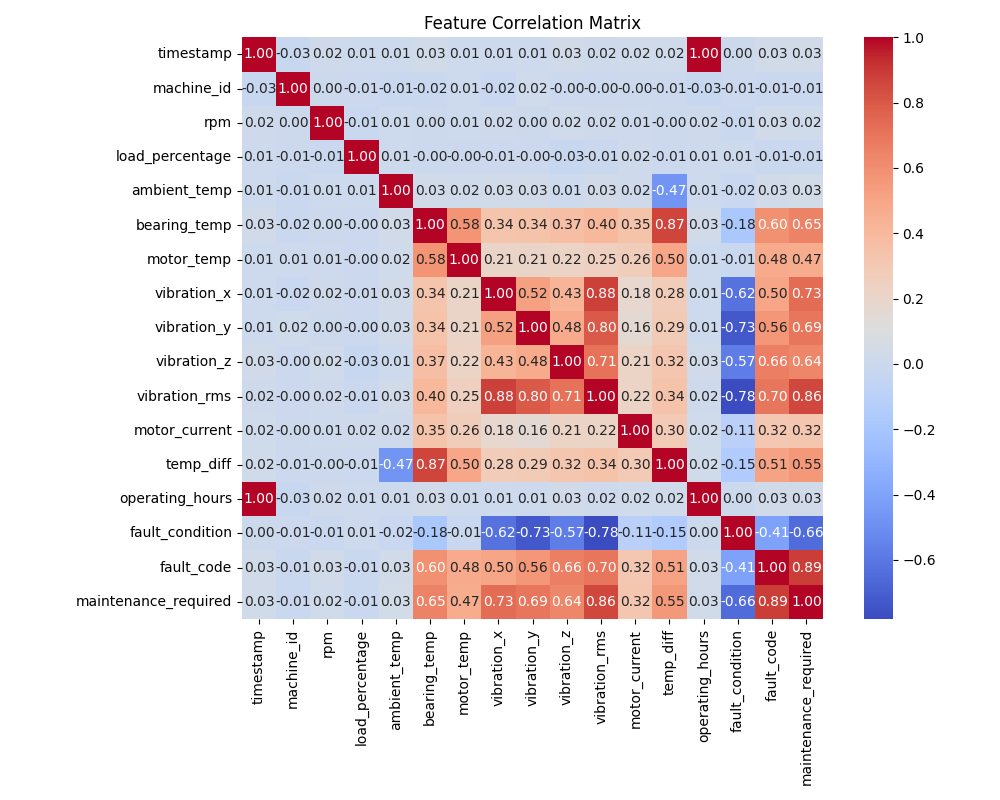 Feature Correlation Matrix
timestamp 1.00 -0.03 0.02 0.01 0.01 0.03 0.01 0.01 0.01 0.03 0.02 0.02 0.02 1.00 0.00 0.03 0.03
machine_id -0.03 1.00 0.00 -0.01 -0.01 -0.02 0.01 -0.02 0.02 -0.00 -0.00 -0.00 -0.01 -0.03 -0.01 -0.01 -0.01
rpm 0.02 0.00 1.00 -0.01 0.01 0.00 0.01 0.02 0.00 0.02 0.02 0.01 -0.00 0.02 -0.01 0.03 0.02
load_percentage 0.01 -0.01 -0.01 1.00 0.01 -0.00 -0.00 -0.01 -0.00 -0.03 -0.01 0.02 -0.01 0.01 0.01 -0.01 -0.01
ambient_temp 0.01 -0.01 0.01 0.01 1.00 0.03 0.02 0.03 0.03 0.01 0.03 0.02 -0.47 0.01 -0.02 0.03 0.03
bearing_temp 0.03 -0.02 0.00 -0.00 0.03 1.00 0.58 0.34 0.34 0.37 0.40 0.35 0.87 0.03 -0.18 0.60 0.65
motor_temp 0.01 0.01 0.01 -0.00 0.02 0.58 1.00 0.21 0.21 0.22 0.25 0.26 0.50 0.01 -0.01 0.48 0.47
vibration_x 0.01 -0.02 0.02 -0.01 0.03 0.34 0.21 1.00 0.52 0.43 0.88 0.18 0.28 0.01 -0.62 0.50 0.73
vibration_y 0.01 0.02 0.00 -0.00 0.03 0.34 0.21 0.52 1.00 0.48 0.80 0.16 0.29 0.01 -0.73 0.56 0.69
vibration_z 0.03 -0.00 0.02 -0.03 0.01 0.37 0.22 0.43 0.48 1.00 0.71 0.21 0.32 0.03 -0.57 0.66 0.64
vibration_rms 0.02 -0.00 0.02 -0.01 0.03 0.40 0.25 0.88 0.80 0.71 1.00 0.22 0.34 0.02 -0.78 0.70 0.86
motor_current 0.02 -0.00 0.01 0.02 0.02 0.35 0.26 0.18 0.16 0.21 0.22 1.00 0.30 0.02 -0.11 0.32 0.32
temp_diff 0.02 -0.01 -0.00 -0.01 -0.47 0.87 0.50 0.28 0.29 0.32 0.34 0.30 1.00 0.02 -0.15 0.51 0.55
operating_hours 1.00 -0.03 0.02 0.01 0.01 0.03 0.01 0.01 0.01 0.03 0.02 0.02 0.02 1.00 0.00 0.03 0.03
fault_condition 0.00 -0.01 -0.01 0.01 -0.02 -0.18 -0.01 -0.62 -0.73 -0.57 -0.78 -0.11 -0.15 0.00 1.00 -0.41 -0.66
fault_code 0.03 -0.01 0.03 -0.01 0.03 0.60 0.48 0.50 0.56 0.66 0.70 0.32 0.51 0.03 -0.41 1.00 0.89
maintenance_required 0.03 -0.01 0.02 -0.01 0.03 0.65 0.47 0.73 0.69 0.64 0.86 0.32 0.55 0.03 -0.66 0.89 1.00
timestamp
machine_id
rpm
load_percentage
ambient_temp
bearing_temp
motor_temp
vibration_x
vibration_y
vibration_z
vibration_rms
motor_current
temp_diff
operating_hours
fault_condition
fault_code
maintenance_required
1.0
0.8
0.6
0.4
0.2
0.0
−0.2
−0.4
−0.6